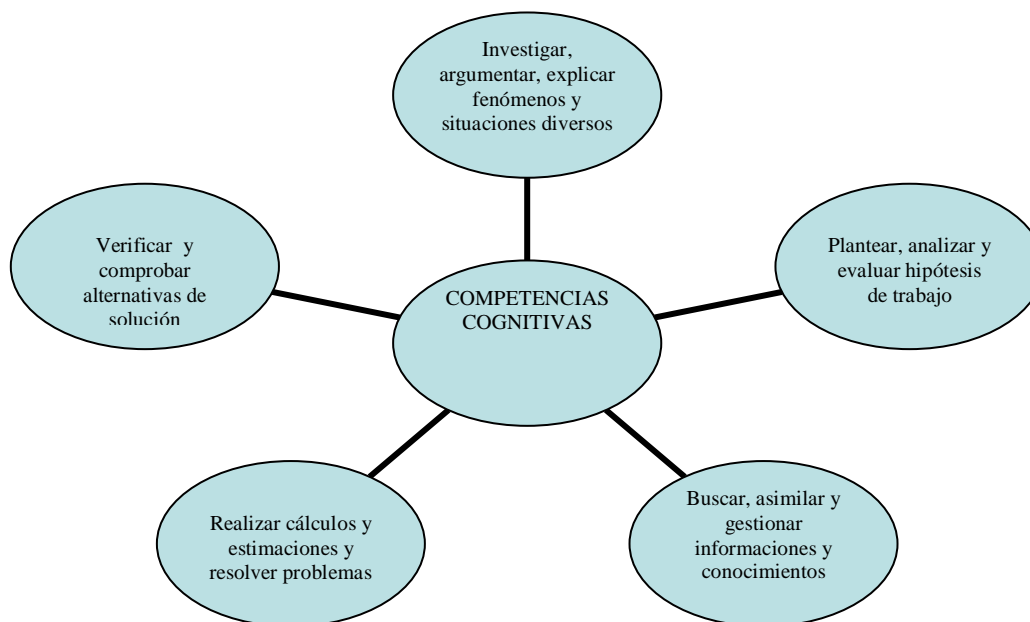 Investigar,
argumentar, explicar
fenómenos y
situaciones diversos
Verificar y
comprobar
alternativas de
solución
Plantear, analizar y
evaluar hipótesis
de trabajo
COMPETENCIAS
COGNITIVAS
Realizar cálculos y
estimaciones y
resolver problemas
Buscar, asimilar y
gestionar
informaciones y
conocimientos